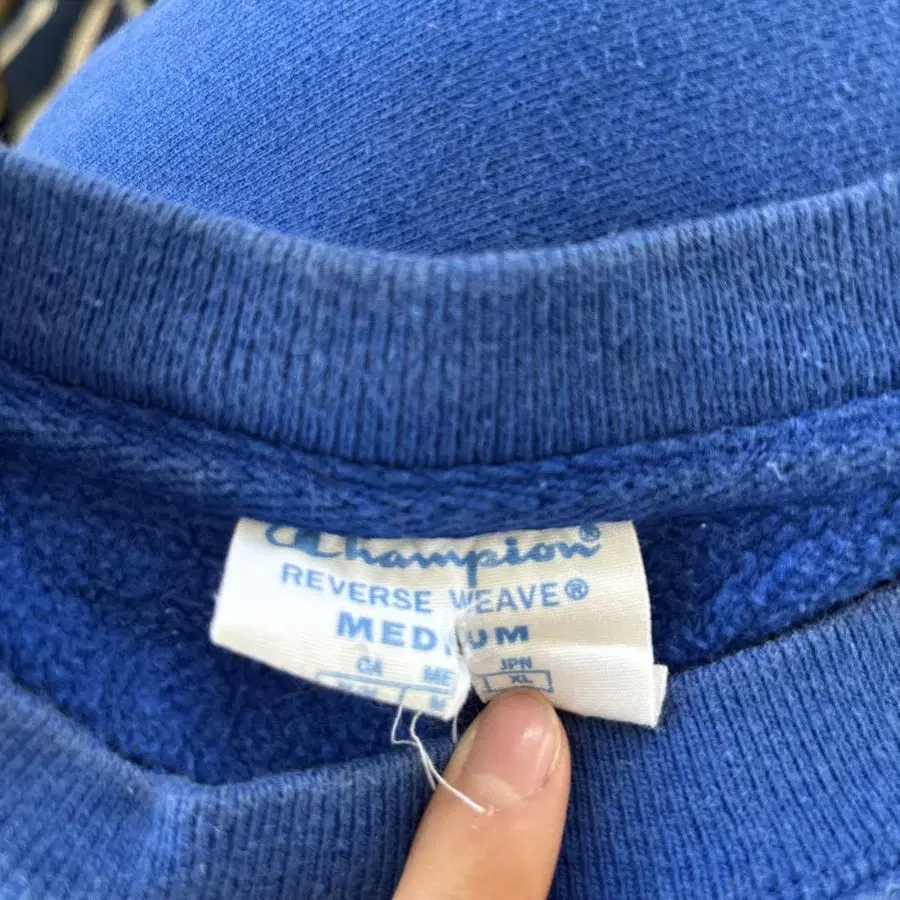 Champion®
REVERSE WEAVE®
MEDIUM
CA ME JPN
M XL